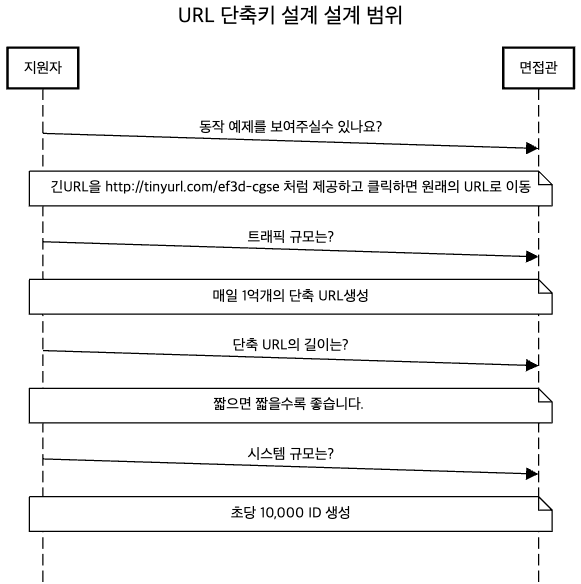 URL 단축키 설계 설계 범위
지원자
면접관
동작 예제를 보여주실수 있나요?
긴URL을 http://tinyurl.com/ef3d-cgse 처럼 제공하고 클릭하면 원래의 URL로 이동
트래픽 규모는?
매일 1억개의 단축 URL생성
단축 URL의 길이는?
짧으면 짧을수록 좋습니다.
시스템 규모는?
초당 10,000 ID 생성